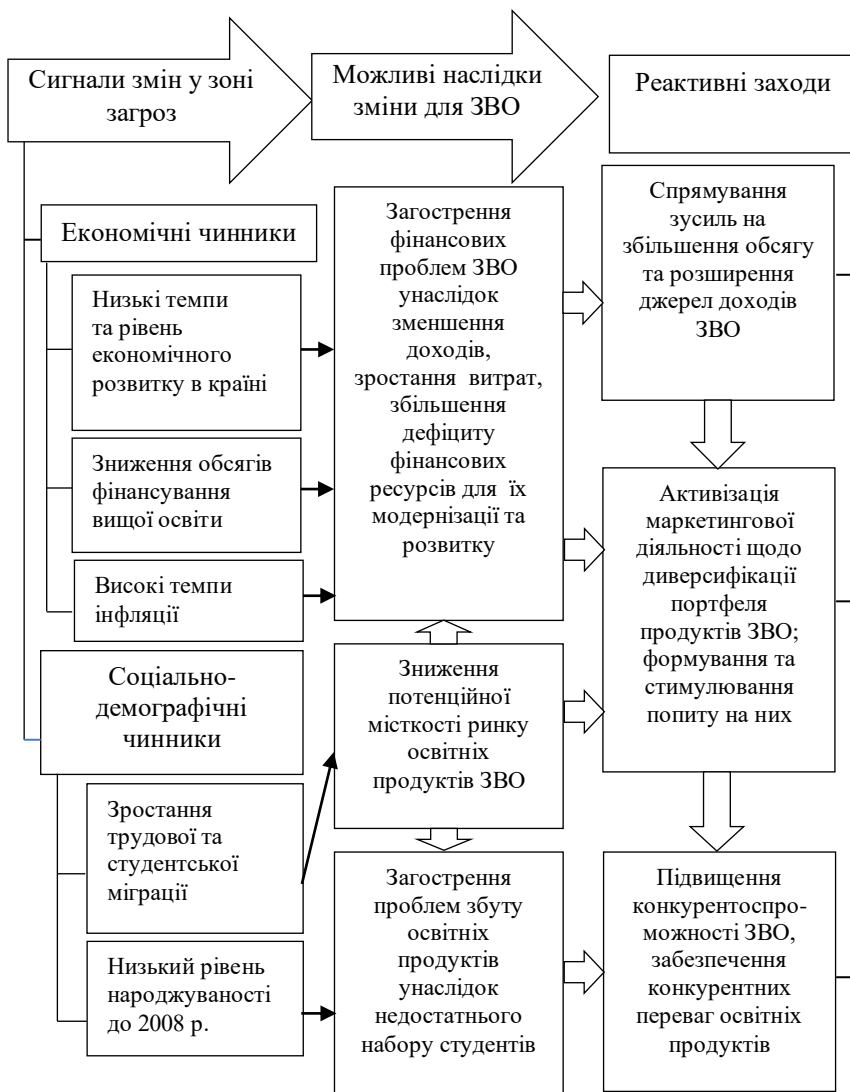 Сигнали змін у зоні
загроз
Можливі наслідки
зміни для ЗВО
Реактивні заходи
Економічні чинники
Низькі темпи
та рівень
економічного
розвитку в країні
Зниження обсягів
фінансування
вищої освіти
Високі темпи
інфляції
Соціально-
демографічні
чинники
Зростання
трудової та
студентської
міграції
Низький рівень
народжуваності
до 2008 р.
Загострення
фінансових
проблем ЗВО
унаслідок
зменшення
доходів,
зростання витрат,
збільшення
дефіциту
фінансових
ресурсів для їх
модернізації та
розвитку
Зниження
потенційної
місткості ринку
освітніх
продуктів ЗВО
Загострення
проблем збуту
освітніх
продуктів
унаслідок
недостатнього
набору студентів
Спрямування
зусиль на
збільшення обсягу
та розширення
джерел доходів
ЗВО
Активізація
маркетингової
діяльності щодо
диверсифікації
портфеля
продуктів ЗВО;
формування та
стимулювання
попиту на них
Підвищення
конкурентоспро-
можності ЗВО,
забезпечення
конкурентних
переваг освітніх
продуктів